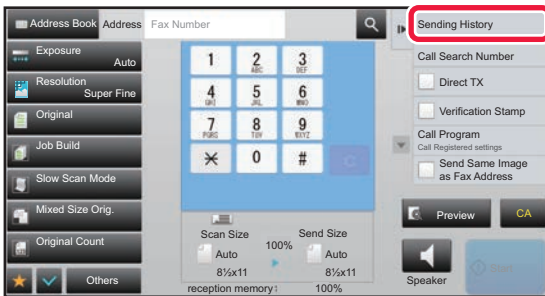 Address Book Address Fax Number
Sending History
Exposure
Auto
Resolution
Super Fine
Original
Job Build
Slow Scan Mode
Mixed Size Orig.
Original Count
Others
1 2 3
ABC DEF
4 5 6
GHI JKL MNO
7 8 9
PQRS TUV WXYZ
0 #
C
Scan Size Send Size
100%
Auto Auto
8½x11 8½x11
reception memory: 100%
Call Search Number
Direct TX
Verification Stamp
Call Program
Call Registered settings
Send Same Image
as Fax Address
Preview CA
Speaker Start